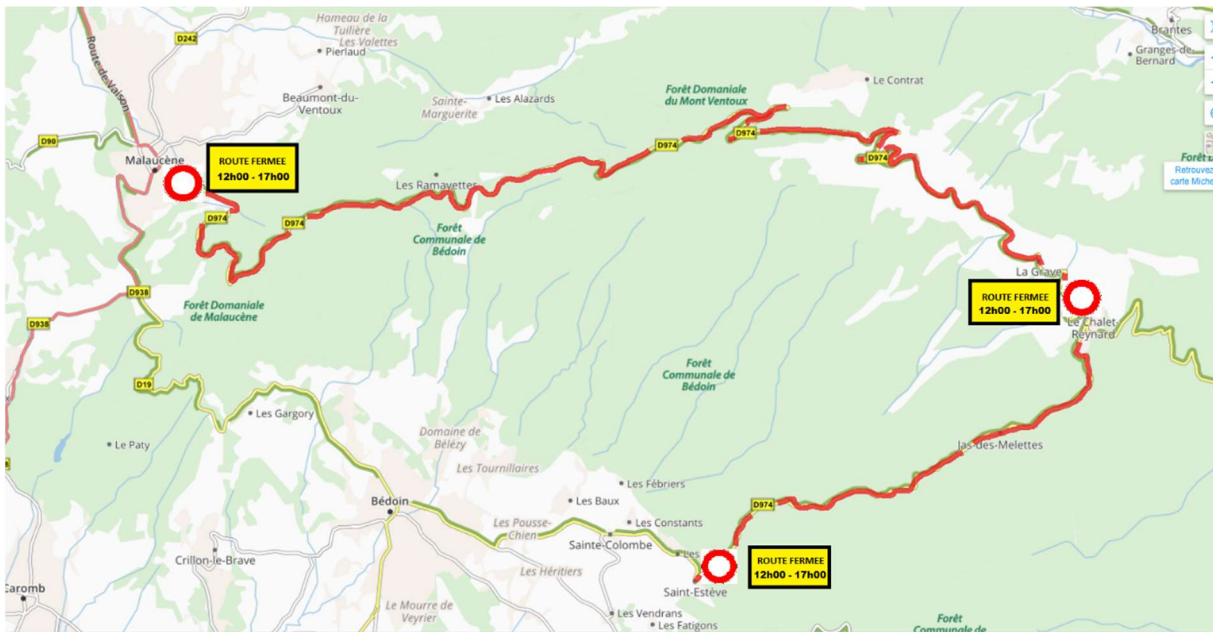 Hameau de la
Tuilière
Les Valettes
Brantes
D242
Pierlaud
Granges-de-
Bernard
Route de Vaison
Le Contrat
Beaumont-du-
Ventoux
Sainte-
Marguerite
Les Alazards
Forêt Domaniale
du Mont Ventoux
D90
D974
D974
D974
Malaucène
ROUTE FERMEE
12h00 - 17h00
Les Ramayettes
Retrouvez
carte Miche
D974
D974
Forêt
Communale de
Bédoin
La Grave
D938
Forêt Domaniale
de Malaucène
ROUTE FERMEE
12h00 - 17h00
D938
Le Chalet-
Reynard
Forêt
Communale de
Bédoin
D19
Les Gargory
Le Paty
Domaine de
Bélézy
Jas-des-Melettes
Les Tournillaires
Les Fébriers
Bédoin
Les Baux
D974
Les Pousse-
Chien
Les Constants
Sainte-Colombe
Crillon-le-Brave
Les
ROUTE FERMEE
12h00 - 17h00
Les Héritiers
Saint-Estève
Caromb
Le Mourre de
Veyrier
Les Vendrans
Les Fatigons
Forêt
Communale de